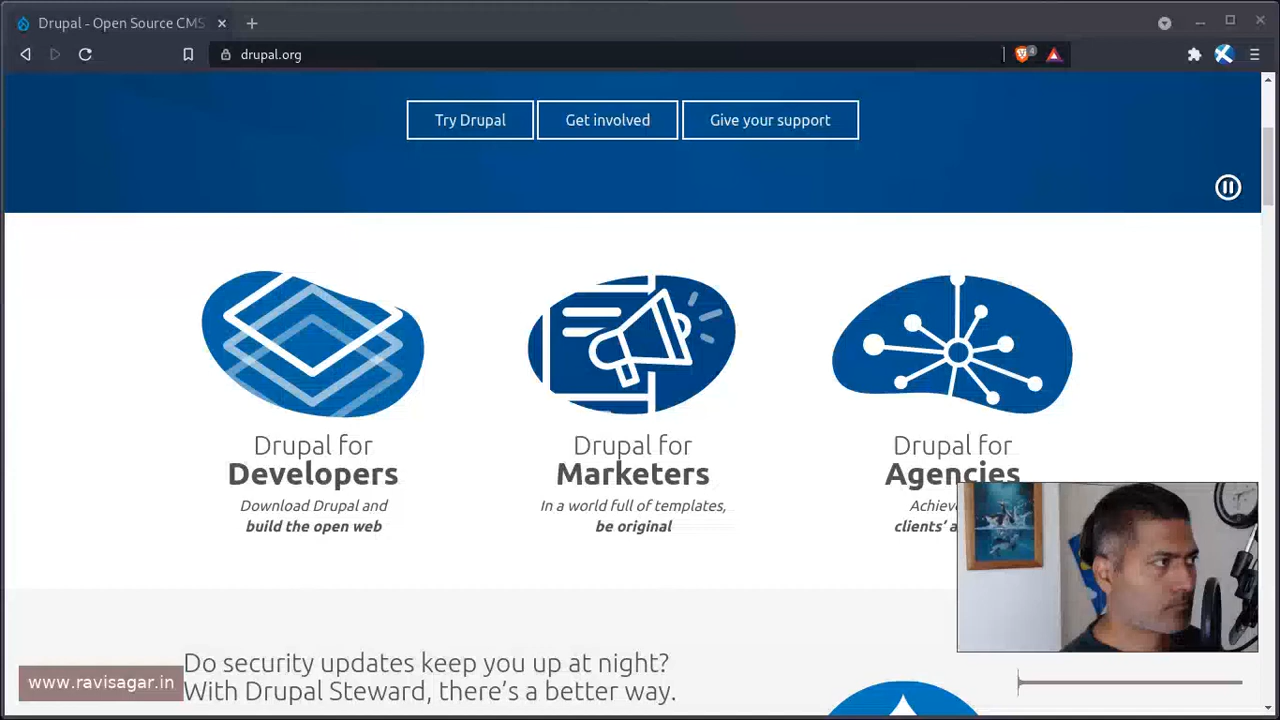 Drupal - Open Source CMS
drupal.org
4
Try Drupal
Get involved
Give your support
Drupal for
Developers
Download Drupal and
build the open web
Drupal for
Marketers
In a world full of templates,
be original
Drupal for
Agencies
clients'
Do security updates keep you up at night?
With Drupal Steward, there's a better way.
www.ravisagar.in